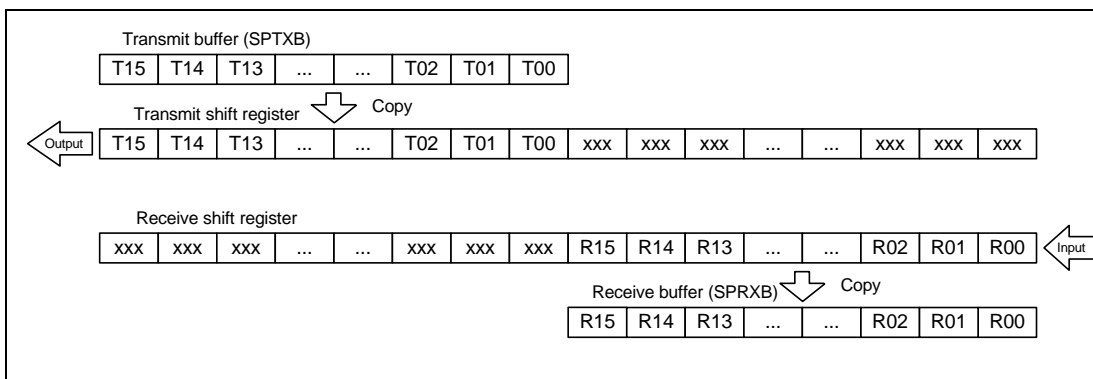 Transmit buffer (SPTXB)
T15 T14 T13 ... ... T02 T01 T00
Copy
Transmit shift register
Output T15 T14 T13 ... ... T02 T01 T00 xxx xxx xxx ... ... xxx xxx xxx
Receive shift register
xxx xxx xxx ... ... xxx xxx xxx R15 R14 R13 ... ... R02 R01 R00 Input
Receive buffer (SPRXB) Copy
R15 R14 R13 ... ... R02 R01 R00